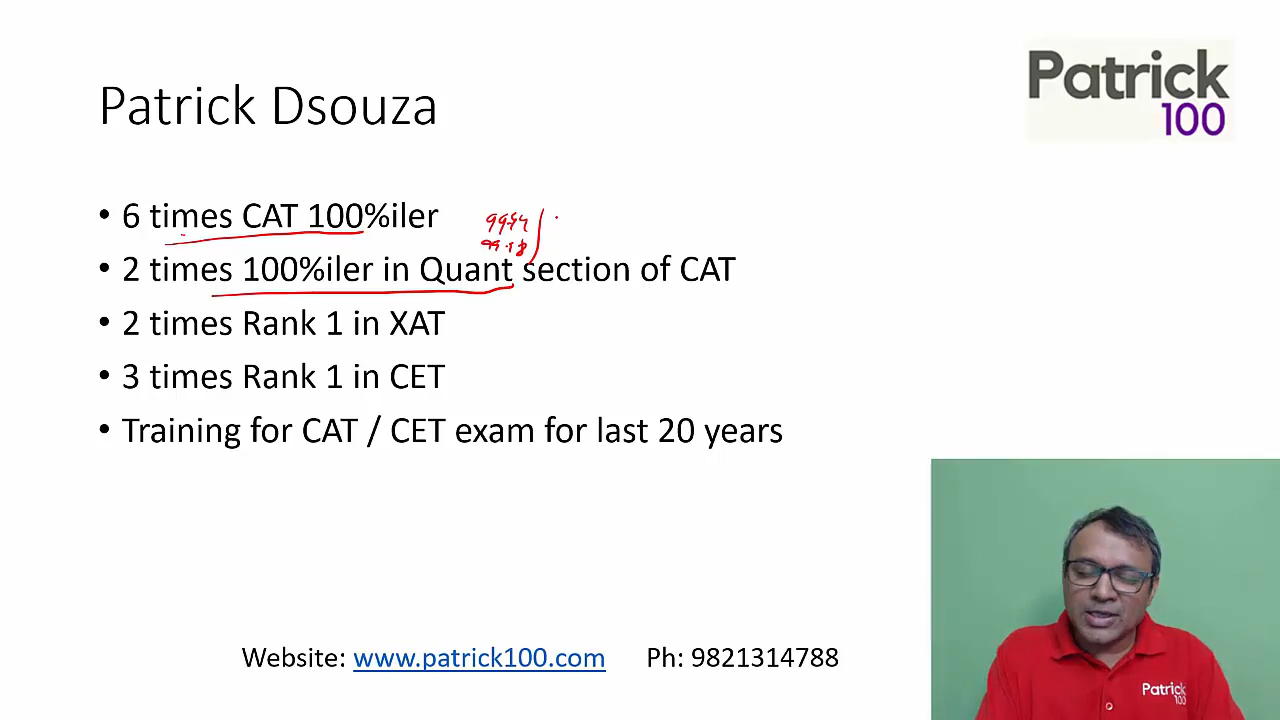 Patrick Dsouza
Patrick
100
• 6 times CAT 100%iler
• 2 times 100%iler in Quant section of CAT
• 2 times Rank 1 in XAT
• 3 times Rank 1 in CET
• Training for CAT / CET exam for last 20 years
Website: www.patrick100.com Ph: 9821314788
Patrick
100